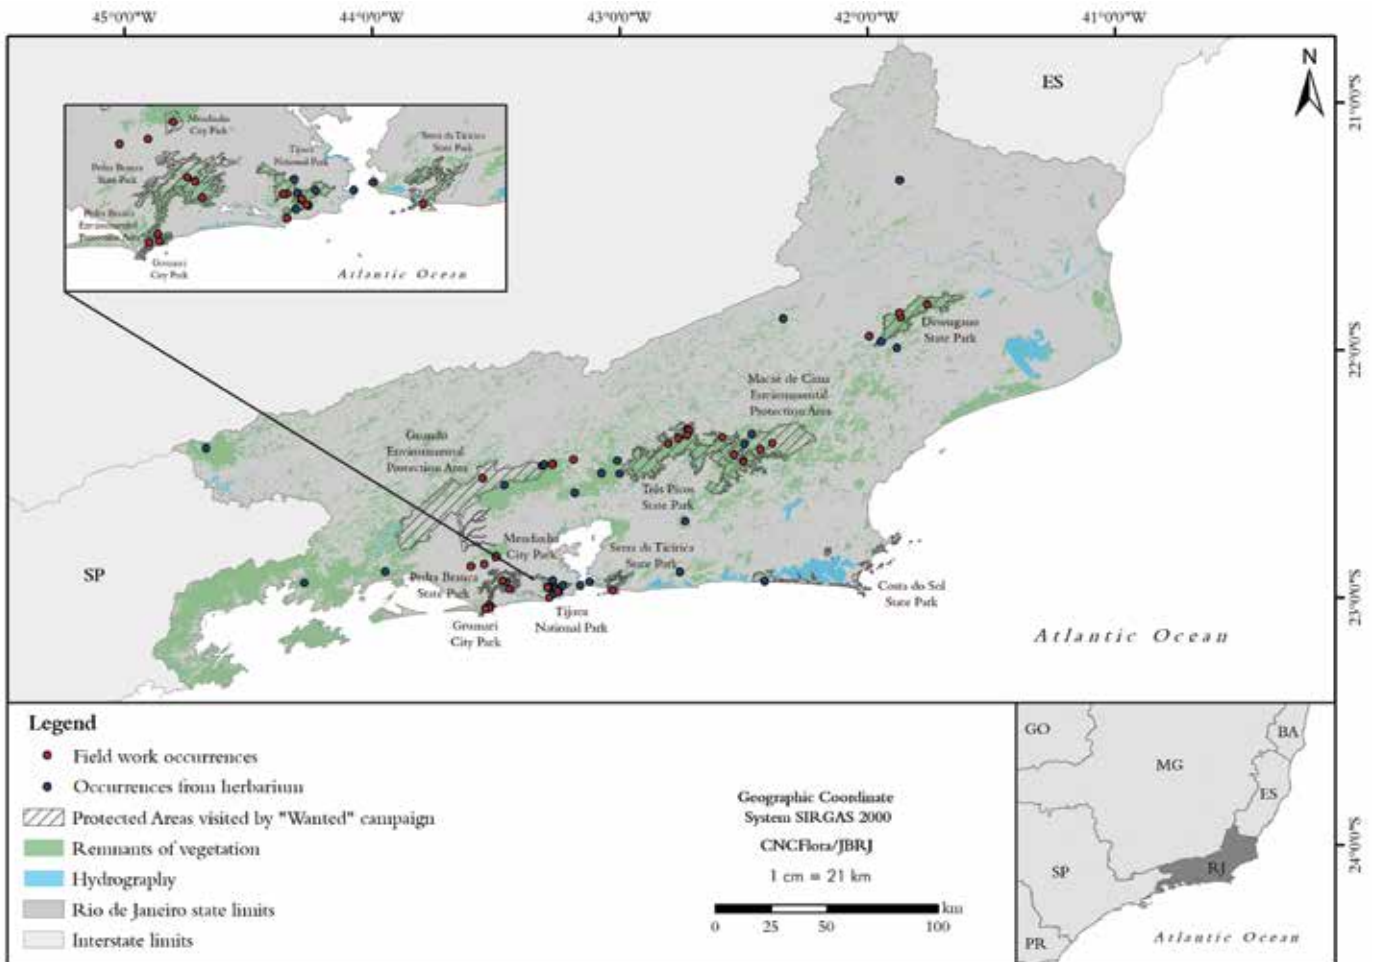 45°0'0"W
44°0'0"W
43°0'0"W
42°0'0"W
41°0'0"W
N
ES
21°0'0"S
Mendanha
City Park
Tijuca
National Park
Serra da Tiririca
State Park
Pedra Branca
State Park
Pedra Branca
Environmental
Protection Area
Grumari
City Park
Atlantic Ocean
Desengano
State Park
22°0'0"S
Macaé de Cima
Environmental
Protection Area
Guandu
Environmental
Protection Area
Três Picos
State Park
SP
Mendanha
City Park
Serra da Tiririca
State Park
Pedra Branca
State Park
Costa do Sol
State Park
23°0'0"S
Tijuca
National Park
Grumari
City Park
Atlantic Ocean
Legend
Field work occurrences
Occurrences from herbarium
Protected Areas visited by "Wanted" campaign
Remnants of vegetation
Hydrography
Rio de Janeiro state limits
Interstate limits
Geographic Coordinate
System SIRGAS 2000
CNCFlora/JBRJ
1 cm = 21 km
km
0 25 50 100
GO
BA
MG
ES
SP
RJ
PR
Atlantic Ocean
24°0'0"S